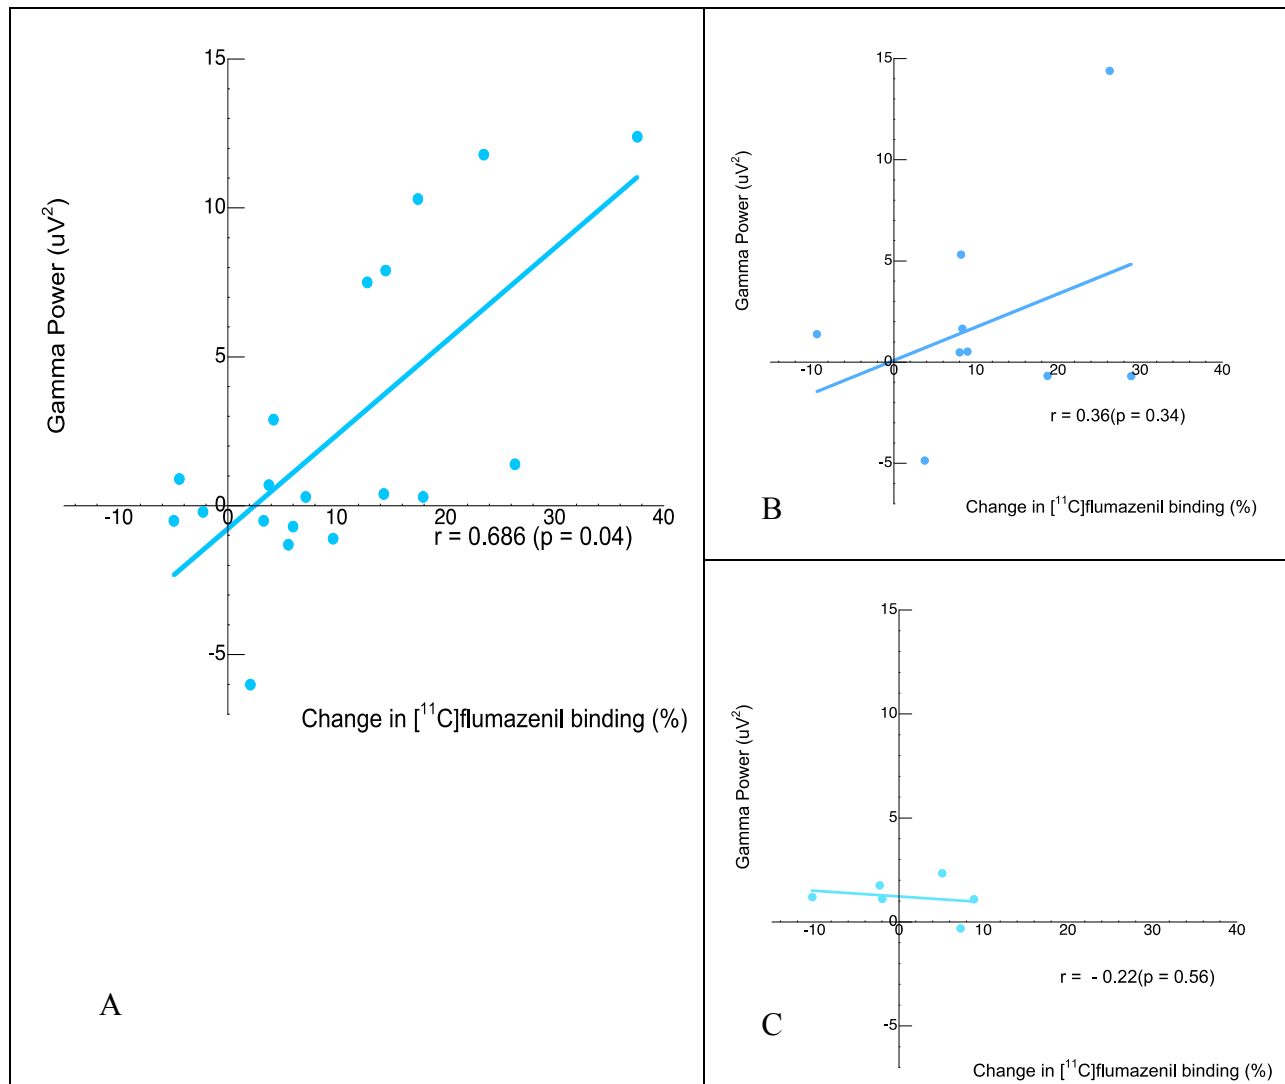 15
10
5
0
-5
-10
0
10
20
30
40
Gamma Power (uV²)
r = 0.686 (p = 0.04)
Change in [¹¹C]flumazenil binding (%)
A
15
10
5
0
-5
-10
0
10
20
30
40
Gamma Power (uV²)
r = 0.36(p = 0.34)
Change in [¹¹C]flumazenil binding (%)
B
15
10
5
0
-5
-10
0
10
20
30
40
Gamma Power (uV²)
r = - 0.22(p = 0.56)
C
Change in [¹¹C]flumazenil binding (%)